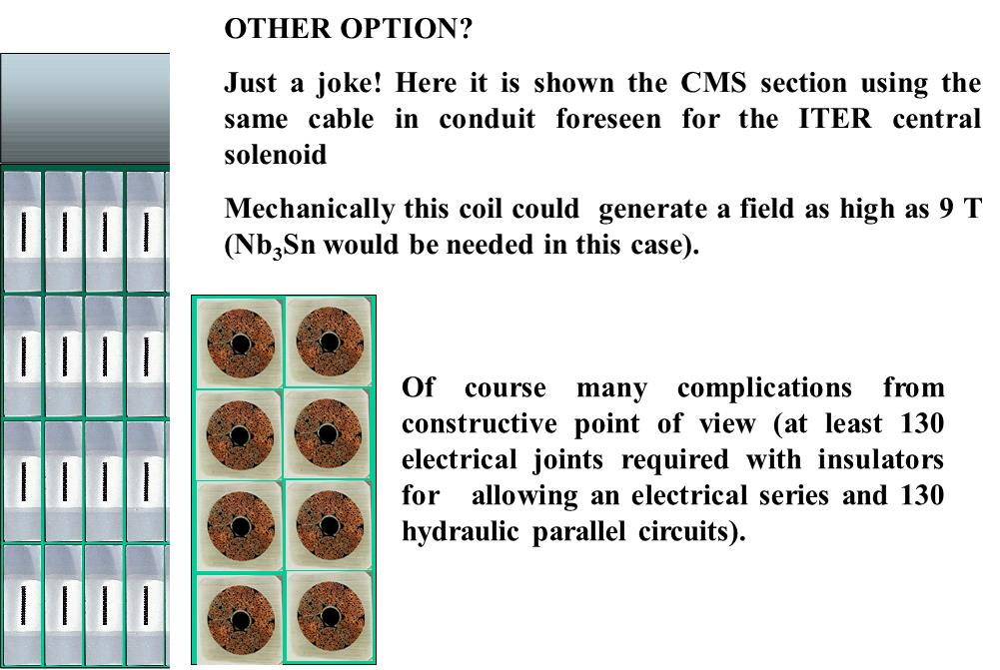 OTHER OPTION?
Just a joke! Here it is shown the CMS section using the
same cable in conduit foreseen for the ITER central
solenoid
Mechanically this coil could generate a field as high as 9 T
(Nb₃Sn would be needed in this case).
Of course many complications from
constructive point of view (at least 130
electrical joints required with insulators
for allowing an electrical series and 130
hydraulic parallel circuits).